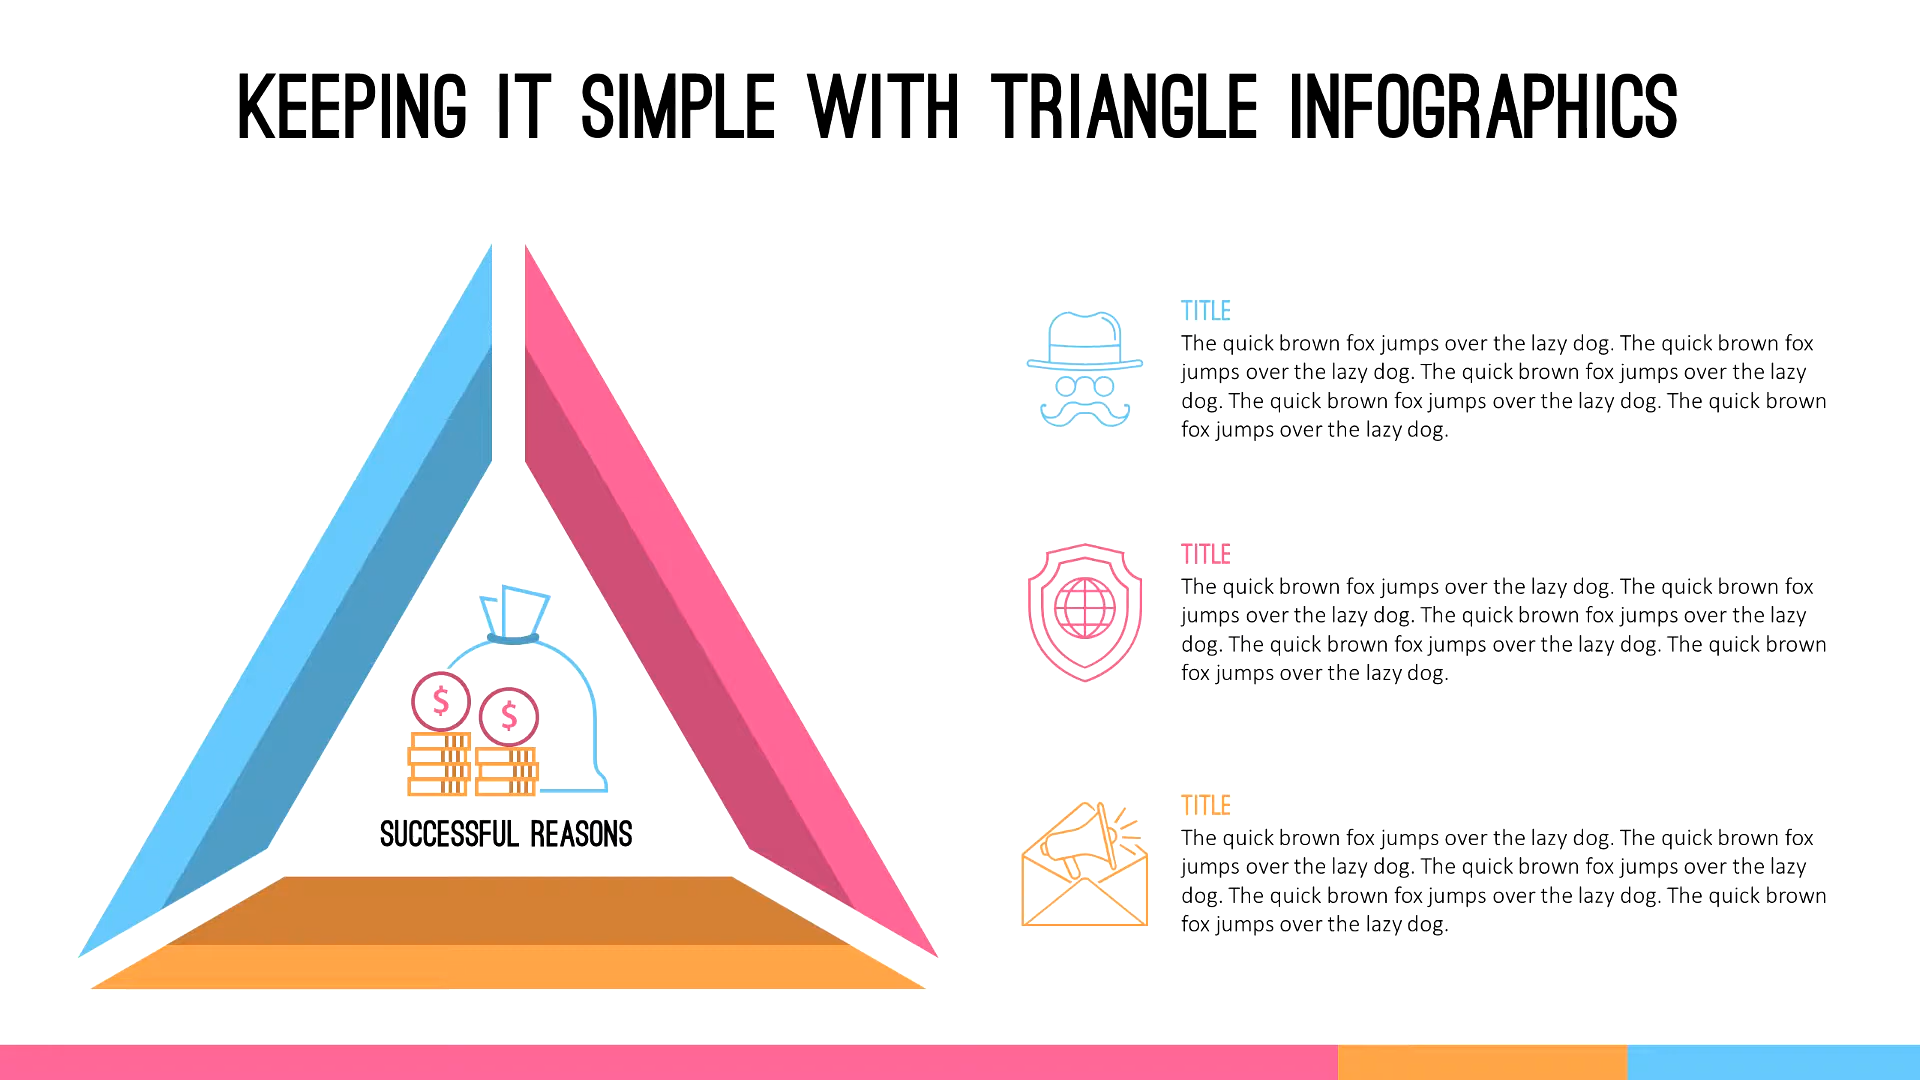 KEEPING IT SIMPLE WITH TRIANGLE INFOGRAPHICS
TITLE
The quick brown fox jumps over the lazy dog. The quick brown fox
jumps over the lazy dog. The quick brown fox jumps over the lazy
dog. The quick brown fox jumps over the lazy dog. The quick brown
fox jumps over the lazy dog.
TITLE
The quick brown fox jumps over the lazy dog. The quick brown fox
jumps over the lazy dog. The quick brown fox jumps over the lazy
dog. The quick brown fox jumps over the lazy dog. The quick brown
fox jumps over the lazy dog.
$
$
SUCCESSFUL REASONS
TITLE
The quick brown fox jumps over the lazy dog. The quick brown fox
jumps over the lazy dog. The quick brown fox jumps over the lazy
dog. The quick brown fox jumps over the lazy dog. The quick brown
fox jumps over the lazy dog.